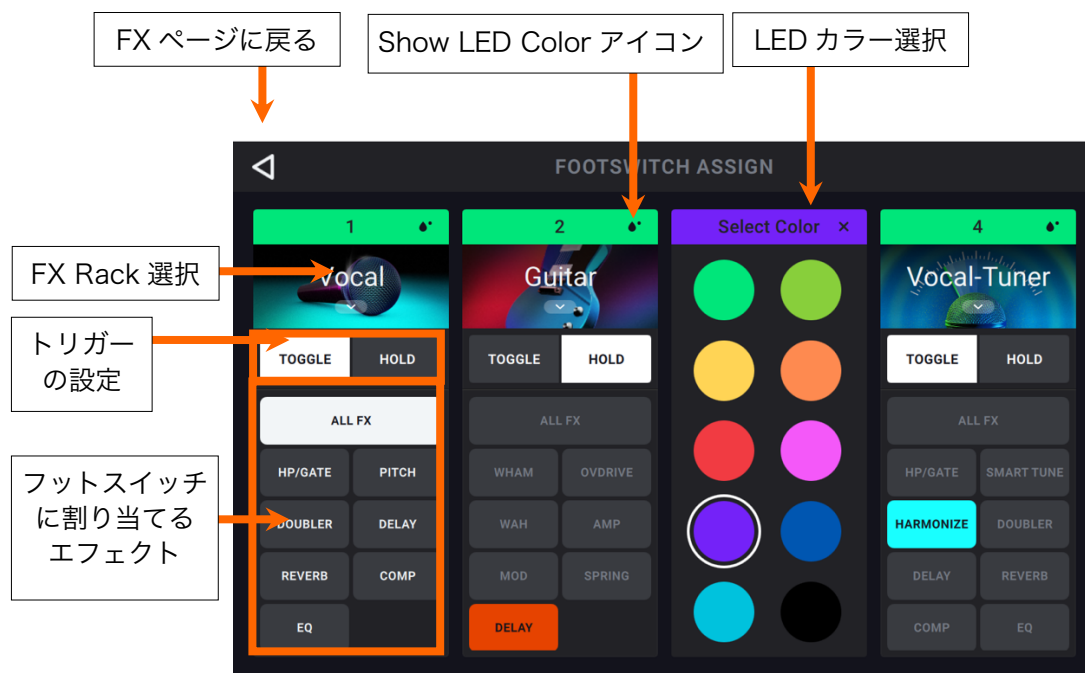 FX ページに戻る
Show LED Color アイコン
LED カラー選択
FOOTSWITCH ASSIGN
1
2
Select Color ×
4
FX Rack 選択
Vocal
Guitar
Vocal-Tuner
トリガー
の設定
TOGGLE HOLD
TOGGLE HOLD
TOGGLE HOLD
ALL FX
ALL FX
ALL FX
フットスイッチ
に割り当てる
エフェクト
HP/GATE PITCH
DOUBLER DELAY
REVERB COMP
EQ
WHAM OVDRIVE
WAH AMP
MOD SPRING
DELAY
HP/GATE SMART TUNE
HARMONIZE DOUBLER
DELAY REVERB
COMP EQ